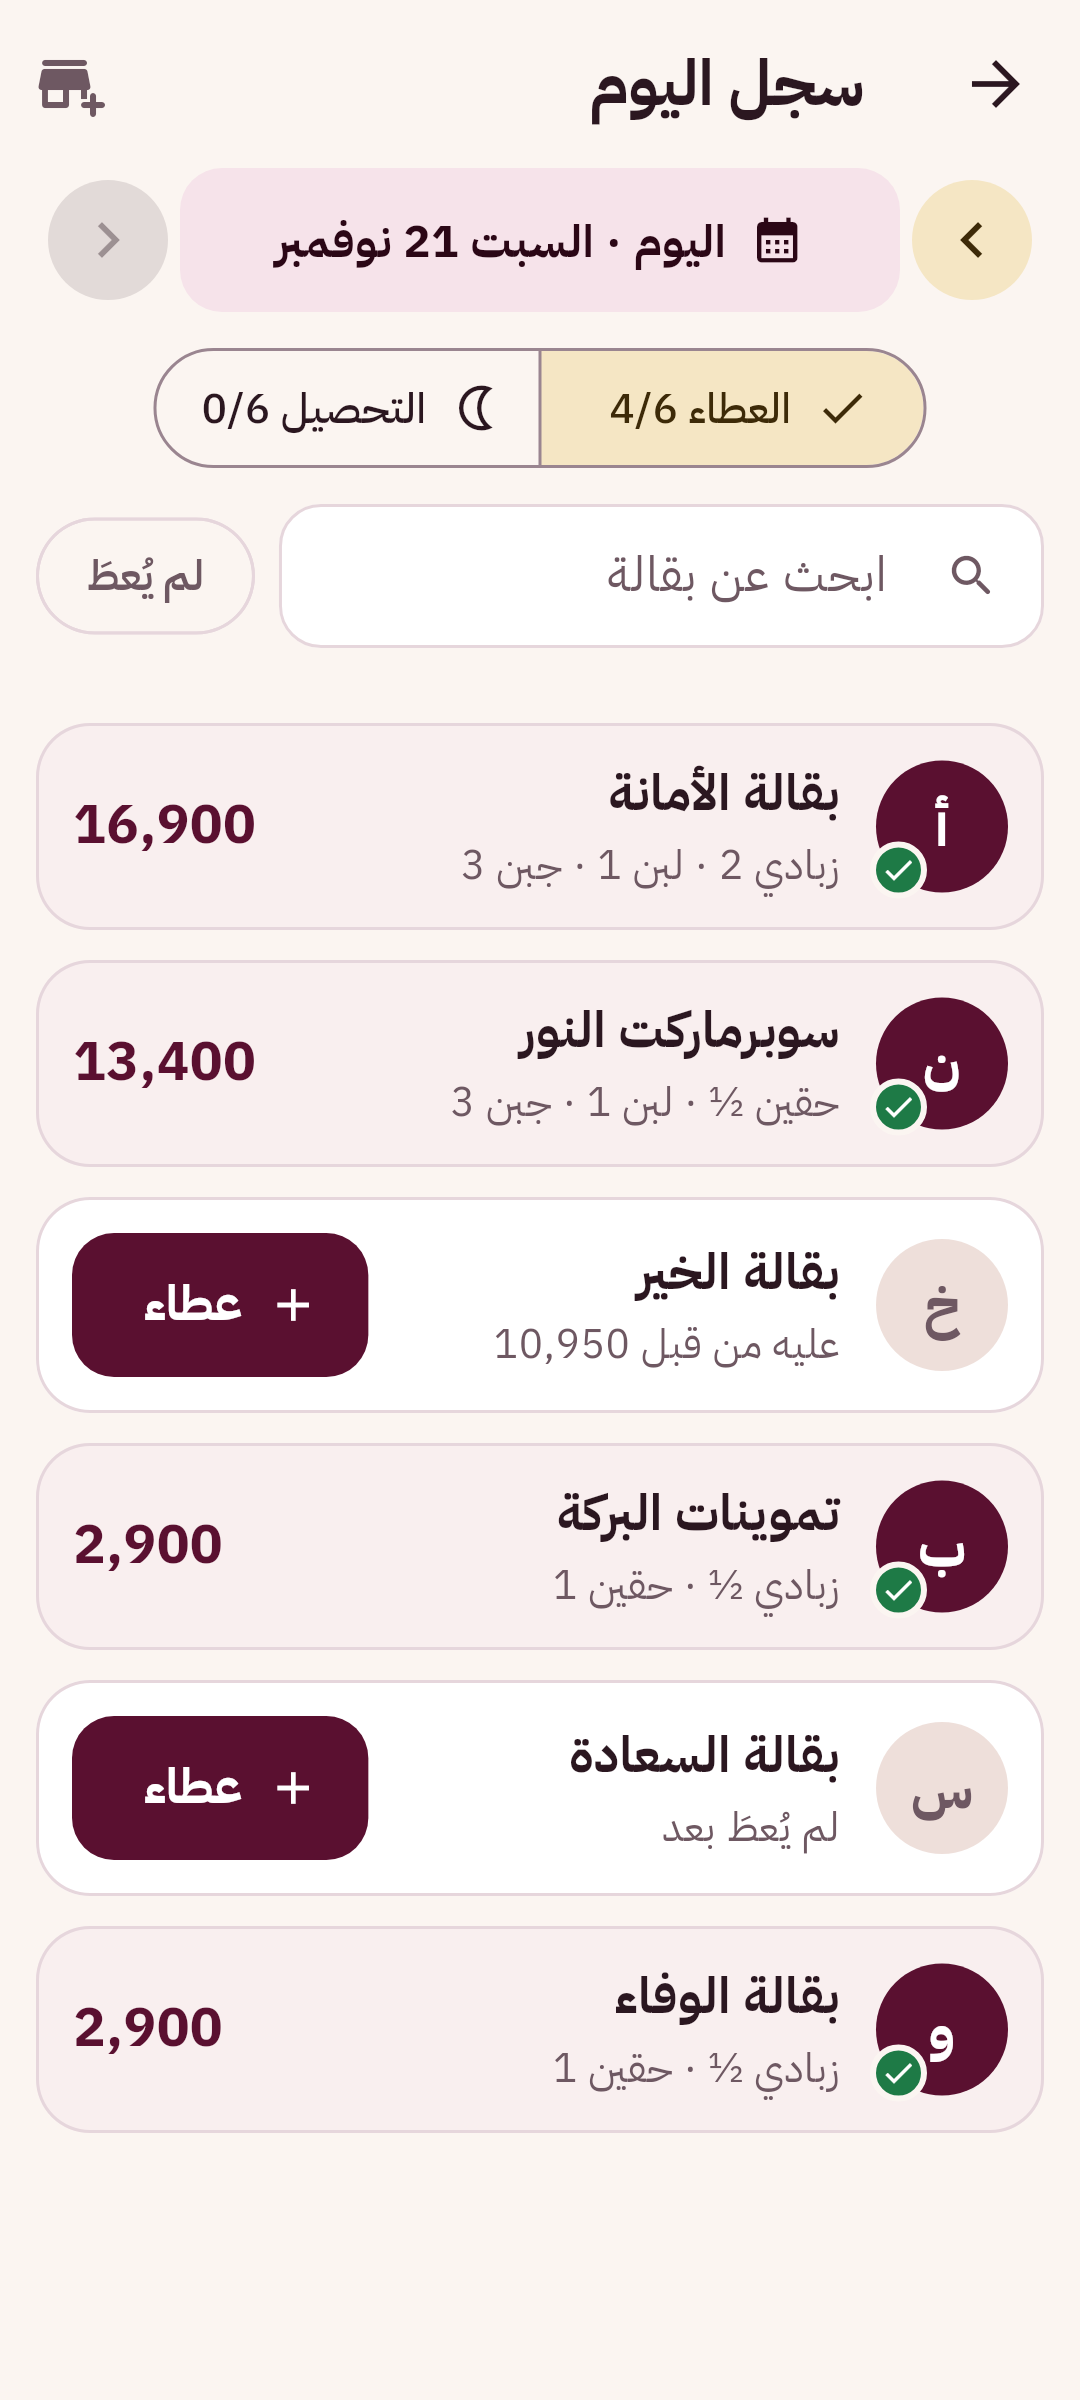 سجل اليوم
اليوم · السبت 21 نوفمبر
العطاء 4/6
التحصيل 0/6
ابحث عن بقالة
لم يُعطَ
أ
بقالة الأمانة
زبادي 2 · لبن 1 · جبن 3
16,900
ن
سوبرماركت النور
حقين ½ · لبن 1 · جبن 3
13,400
خ
بقالة الخير
عليه من قبل 10,950
عطاء
ب
تموينات البركة
زبادي ½ · حقين 1
2,900
س
بقالة السعادة
لم يُعطَ بعد
عطاء
و
بقالة الوفاء
زبادي ½ · حقين 1
2,900